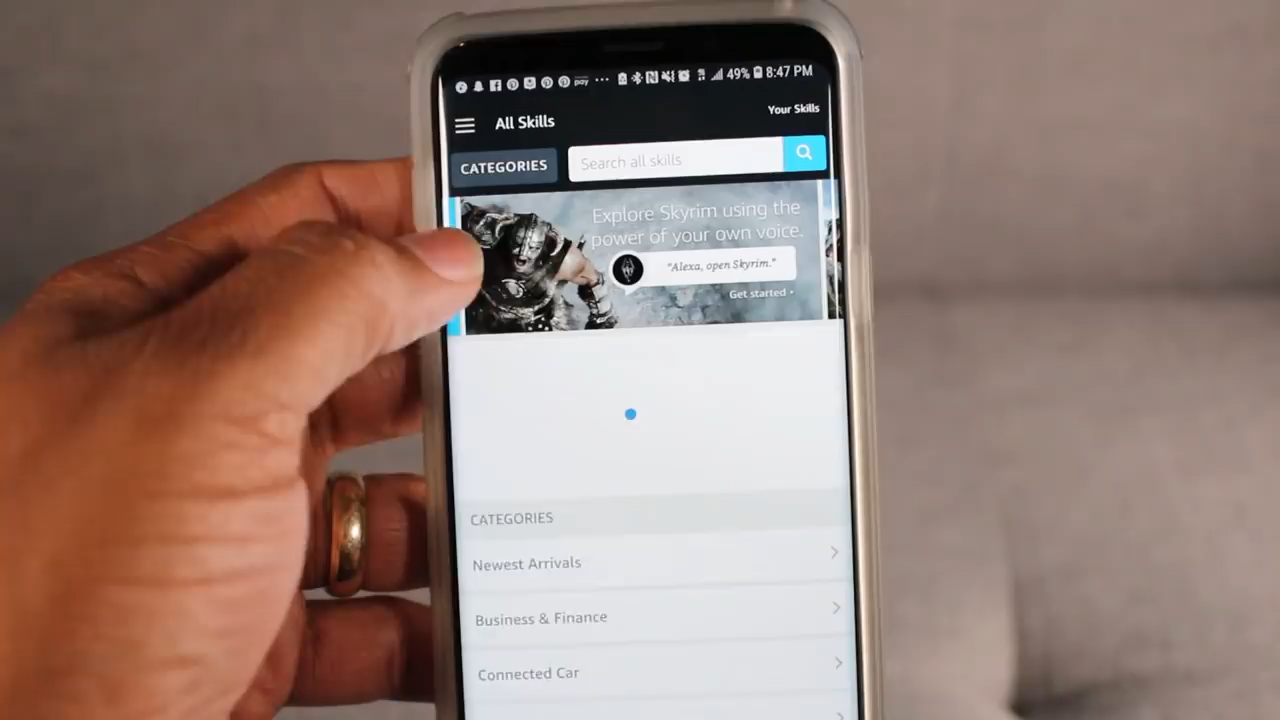 pay ... 49% 8:47 PM
All Skills
Your Skills
CATEGORIES
Search all skills
Explore Skyrim using the
power of your own voice.
"Alexa, open Skyrim."
Get started
CATEGORIES
Newest Arrivals
Business & Finance
Connected Car